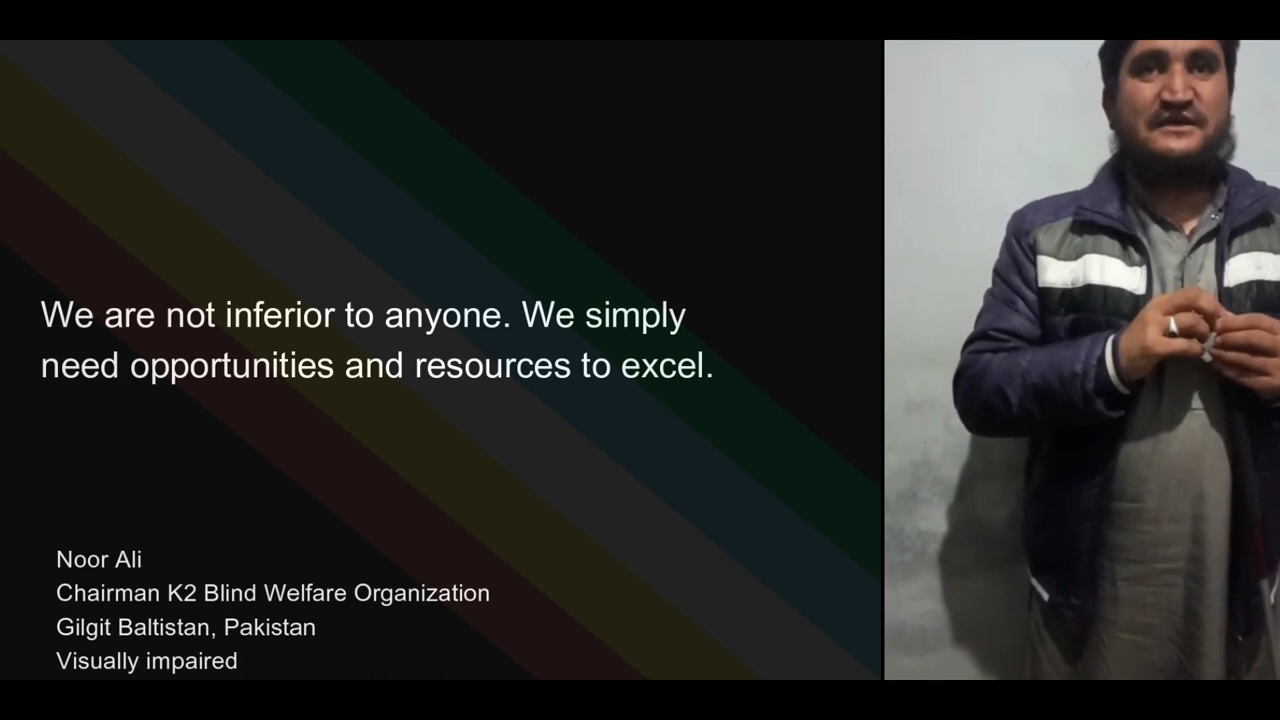 We are not inferior to anyone. We simply
need opportunities and resources to excel.
Noor Ali
Chairman K2 Blind Welfare Organization
Gilgit Baltistan, Pakistan
Visually impaired